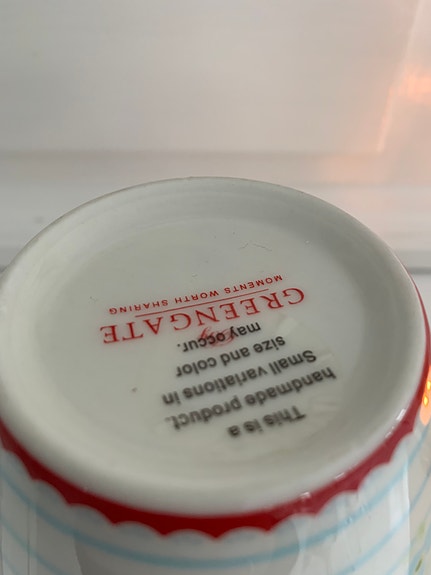 This is a
handmade product.
Small variations in
size and color
may occur.
GREENGATE
MOMENTS WORTH SHARING